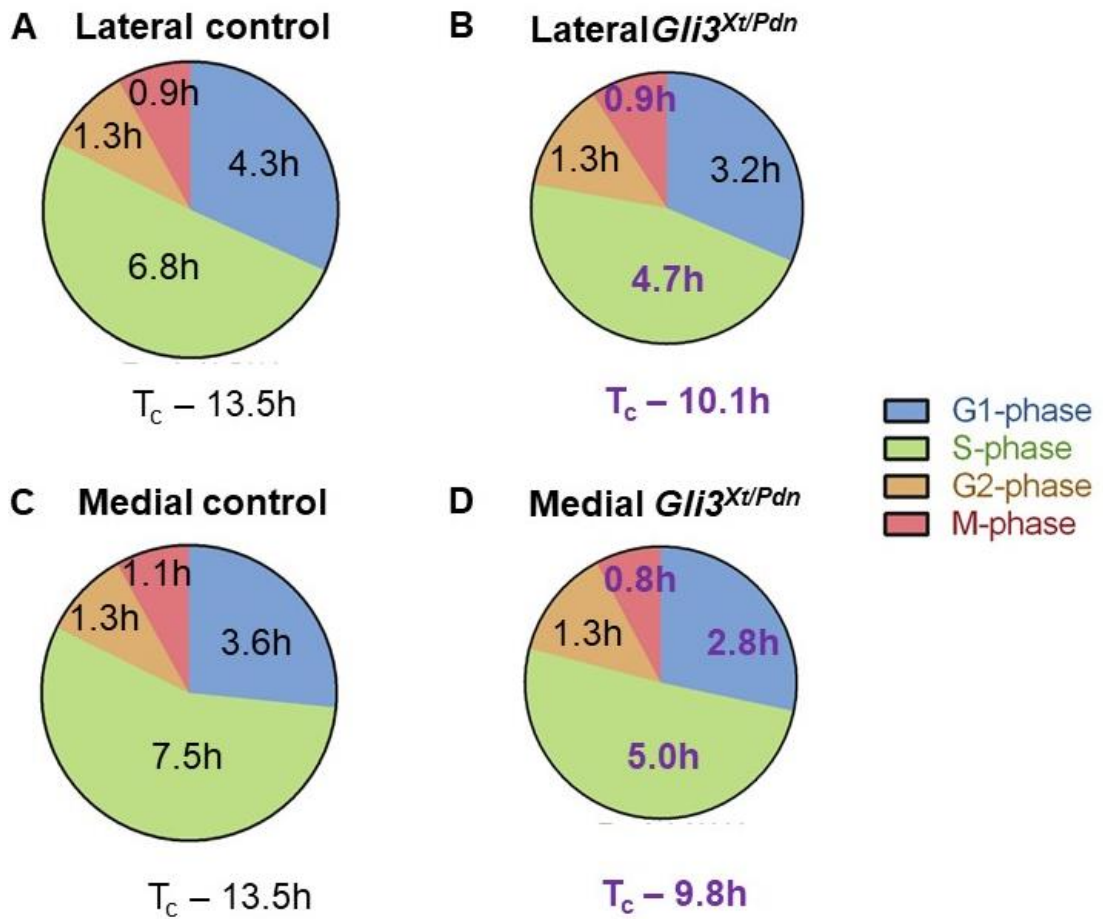 A Lateral control
0.9h
1.3h
4.3h
6.8h
Tc – 13.5h
B Lateral Gli3Xt/Pdn
0.9h
1.3h
3.2h
4.7h
Tc – 10.1h
G1-phase
S-phase
G2-phase
M-phase
C Medial control
1.1h
1.3h
3.6h
7.5h
Tc – 13.5h
D Medial Gli3Xt/Pdn
0.8h
1.3h
2.8h
5.0h
Tc – 9.8h